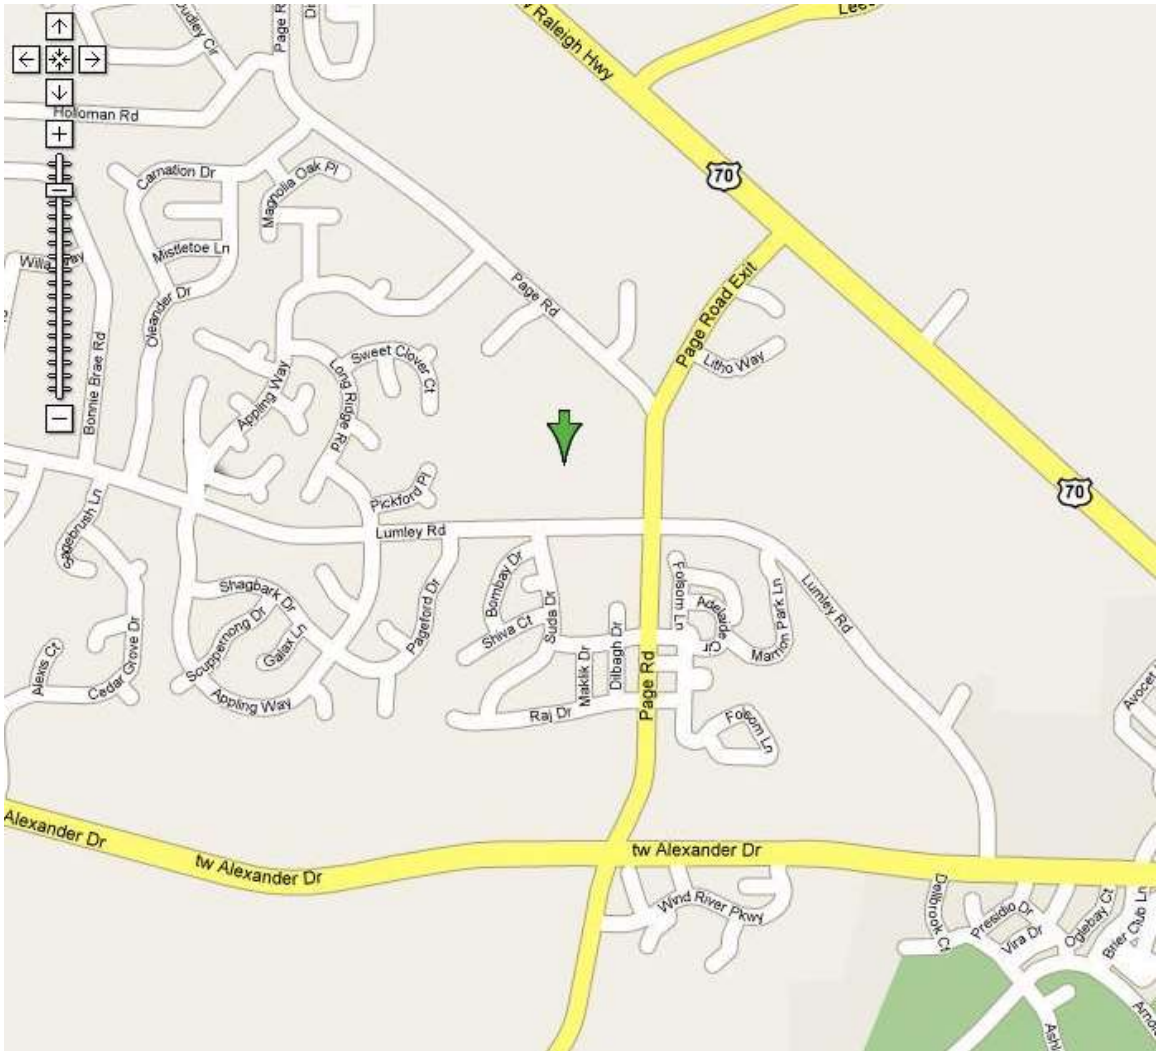 Dudley Cir
Page R
Raleigh Hwy
Holloman Rd
Carnation Dr
Magnolia Oak Pl
70
Mistletoe Ln
Oleander Dr
Bonnie Brae Rd
Page Rd
Page Road Exit
Litho Way
Sweet Clover Ct
Long Ridge Rd
Appling Way
Pickford Pl
70
Sagebrush Ln
Lumley Rd
Bombay Dr
Suda Dr
Shiva Ct
Pageford Dr
Shagbark Dr
Scuppernong Dr
Galax Ln
Appling Way
Alexis Ct
Cedar Grove Dr
Maklik Dr
Dilbagh Dr
Raj Dr
Page Rd
Folsom Ln
Adelaide
Cir
Marnon Park Ln
Lumley Rd
Folsom Ln
Avocet
Alexander Dr
tw Alexander Dr
tw Alexander Dr
Wind River Pkwy
Dellbrook Ct
Presidio Dr
Vira Dr
Oglebay Ct
Brier Club Ln